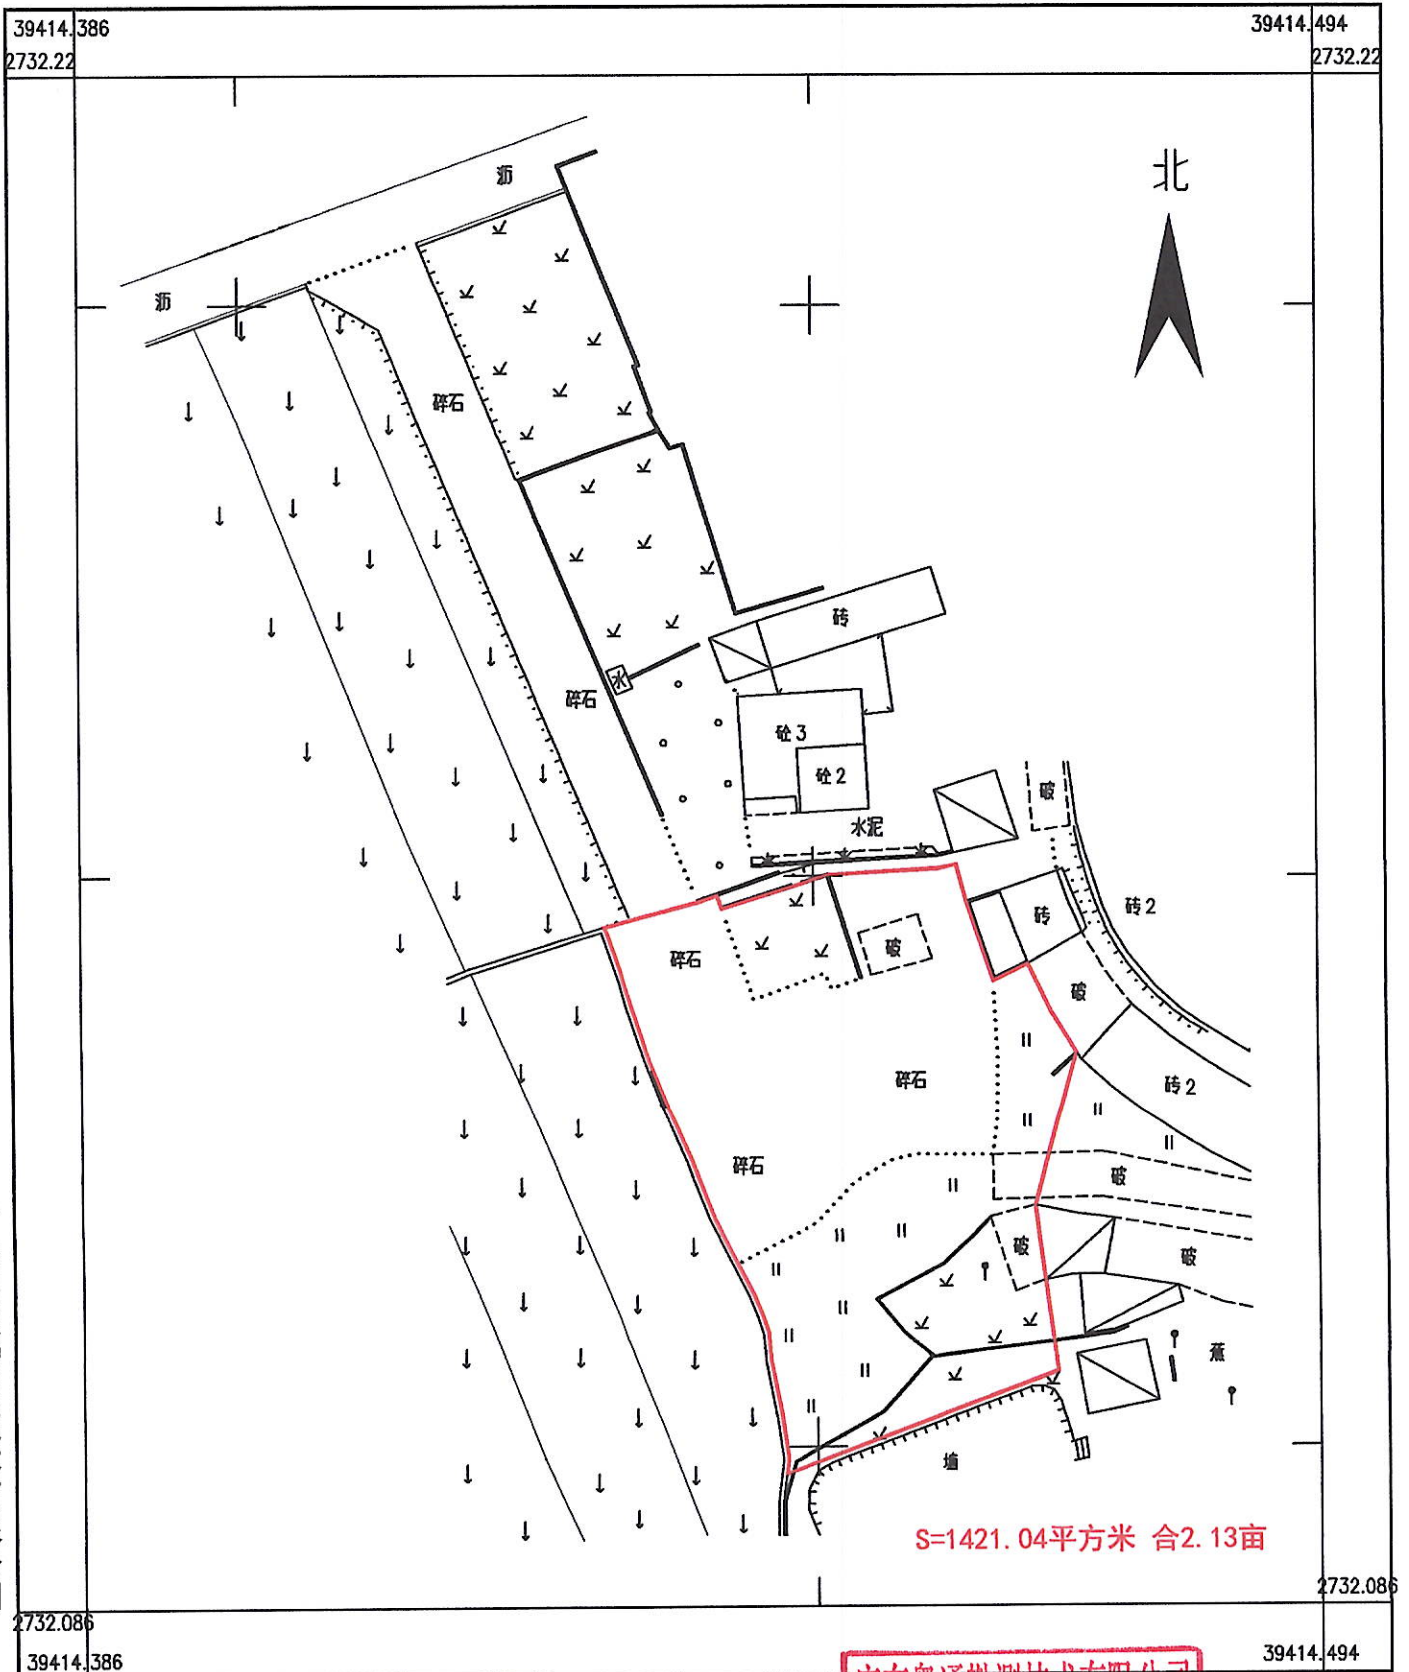 39414.386
39414.494
2732.22
2732.22
北
沥
沥
碎石
砖
水
碎石
砼3
砼2
破
水泥
砖
砖2
破
碎石
破
碎石
砖2
碎石
破
破
破
蕉
S=1421.04平方米 合2.13亩
2732.086
2732.086
39414.386
39414.494